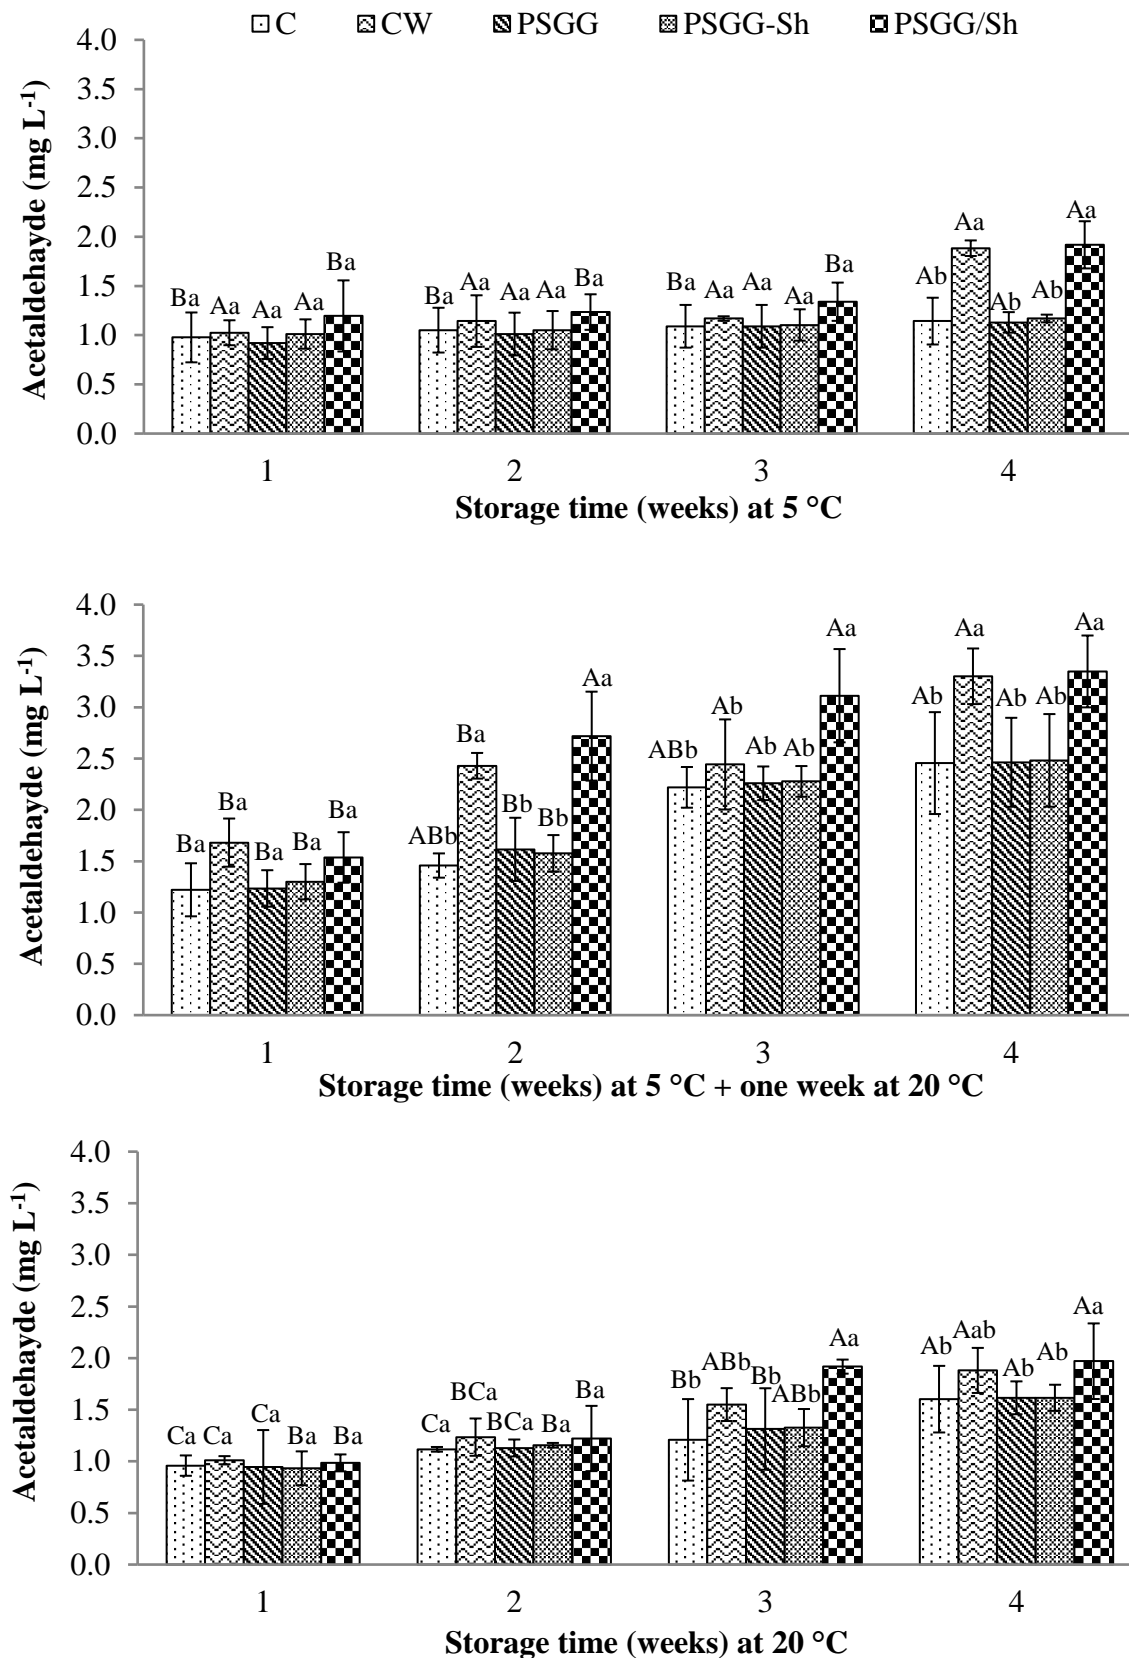 C CW PSGG PSGG-Sh PSGG/Sh
4.0
3.5
3.0
2.5
2.0
1.5
1.0
0.5
0.0
Acetaldehayde (mg L-1)
Ba Aa Aa Aa Ba
Ba Aa Aa Aa Ba
Ba Aa Aa Aa Ba
Ab Aa Ab Ab Aa
1 2 3 4
Storage time (weeks) at 5 °C
4.0
3.5
3.0
2.5
2.0
1.5
1.0
0.5
0.0
Acetaldehayde (mg L-1)
Ba Ba Ba Ba Ba
ABb Ba Bb Bb Aa
ABb Ab Ab Ab Aa
Ab Aa Ab Ab Aa
1 2 3 4
Storage time (weeks) at 5 °C + one week at 20 °C
4.0
3.5
3.0
2.5
2.0
1.5
1.0
0.5
0.0
Acetaldehayde (mg L-1)
Ca Ca Ca Ba Ba
Ca BCa BCa Ba Ba
Bb ABb Bb ABb Aa
Ab Aab Ab Ab Aa
1 2 3 4
Storage time (weeks) at 20 °C